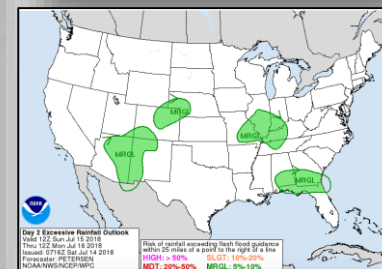 MRGL
MRGL
MRGL
MRGL
NOAA
Day 2 Excessive Rainfall Outlook
Valid 12Z Sun Jul 15 2018
Thru 12Z Mon Jul 16 2018
Issued: 0716Z Sat Jul 14 2018
Forecaster: PETERSEN
NOAA/NWS/NCEP/WPC
Risk of rainfall exceeding flash flood guidance
within 25 miles of a point to the right of a line
HIGH: > 50% SLGT: 10%-20%
MDT: 20%-50% MRGL: 5%-10%